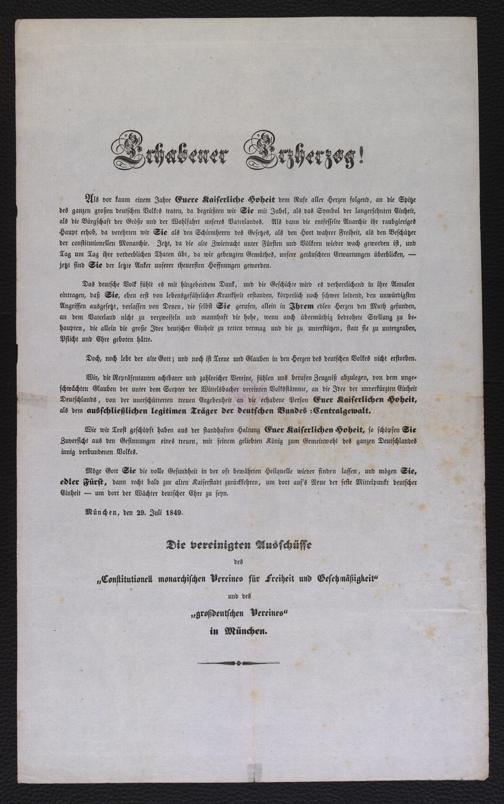 Erhabener Erzherzog!
Als vor kaum einem Jahre Euere Kaiserliche Hoheit dem Rufe aller Herzen folgend, an die Spitze
des ganzen großen deutschen Volkes traten, da begrüßten wir Sie mit Jubel, als das Symbol der langersehnten Einheit,
als die Bürgschaft der Größe und der Wohlfahrt unseres Vaterlandes. Als dann die entfesselte Anarchie ihr raubgieriges
Haupt erhob, da verehrten wir Sie als den Schirmherrn des Gesetzes, als den Hort wahrer Freiheit, als den Beschützer
der constitutionellen Monarchie. Jetzt, da die alte Zwietracht unter Fürsten und Völkern wieder wach geworden ist, und
Tag um Tag ihre verderblichen Thaten übt, da wir gebeugten Gemüthes, unsere getäuschten Erwartungen überblicken, —
jetzt sind Sie der letzte Anker unserer theuersten Hoffnungen geworden.
Das deutsche Volk fühlt es mit hingebendem Dank, und die Geschichte wird es verherrlichend in ihre Annalen
eintragen, daß Sie, eben erst von lebensgefährlicher Krankheit erstanden, körperlich noch schwer leidend, den unwürdigsten
Angriffen ausgesetzt, verlassen von Denen, die selbst Sie gerufen, allein in Ihrem edlen Herzen den Muth gefunden,
an dem Vaterland nicht zu verzweifeln und mannhaft die hohe, wenn auch übermüthig bedrohte Stellung zu be-
haupten, die allein die große Idee deutscher Einheit zu retten vermag und die zu unterstützen, statt sie zu untergraben,
Pflicht und Ehre geboten hätte.
Doch, noch lebt der alte Gott; und noch ist Treue und Glauben in den Herzen des deutschen Volkes nicht erstorben.
Wir, die Repräsentanten achtbarer und zahlreicher Vereine, fühlen uns berufen Zeugniß abzulegen, von dem unge-
schwächten Glauben der unter dem Scepter der Wittelsbacher vereinten Volksstämme, an die Idee der unverkürzten Einheit
Deutschlands, von der unerschütterten treuen Ergebenheit an die erhabene Person Euer Kaiserlichen Hoheit,
als dem ausschließlichen legitimen Träger der deutschen Bundes-Centralgewalt.
Wie wir Trost geschöpft haben aus der standhaften Haltung Euer Kaiserlichen Hoheit, so schöpfen Sie
Zuversicht aus den Gesinnungen eines treuen, mit seinem geliebten König zum Gemeinwohl des ganzen Deutschlandes
innig verbundenen Volkes.
Möge Gott Sie die volle Gesundheit in der oft bewährten Heilquelle wieder finden lassen, und mögen Sie,
edler Fürst, dann recht bald zur alten Kaiserstadt zurückkehren, um dort auf's Neue der feste Mittelpunkt deutscher
Einheit — um dort der Wächter deutscher Ehre zu seyn.
München, den 29. Juli 1849.
Die vereinigten Ausschüsse
des
„Constitutionell monarchischen Vereines für Freiheit und Gesetzmäßigkeit“
und des
„großdeutschen Vereines“
in München.